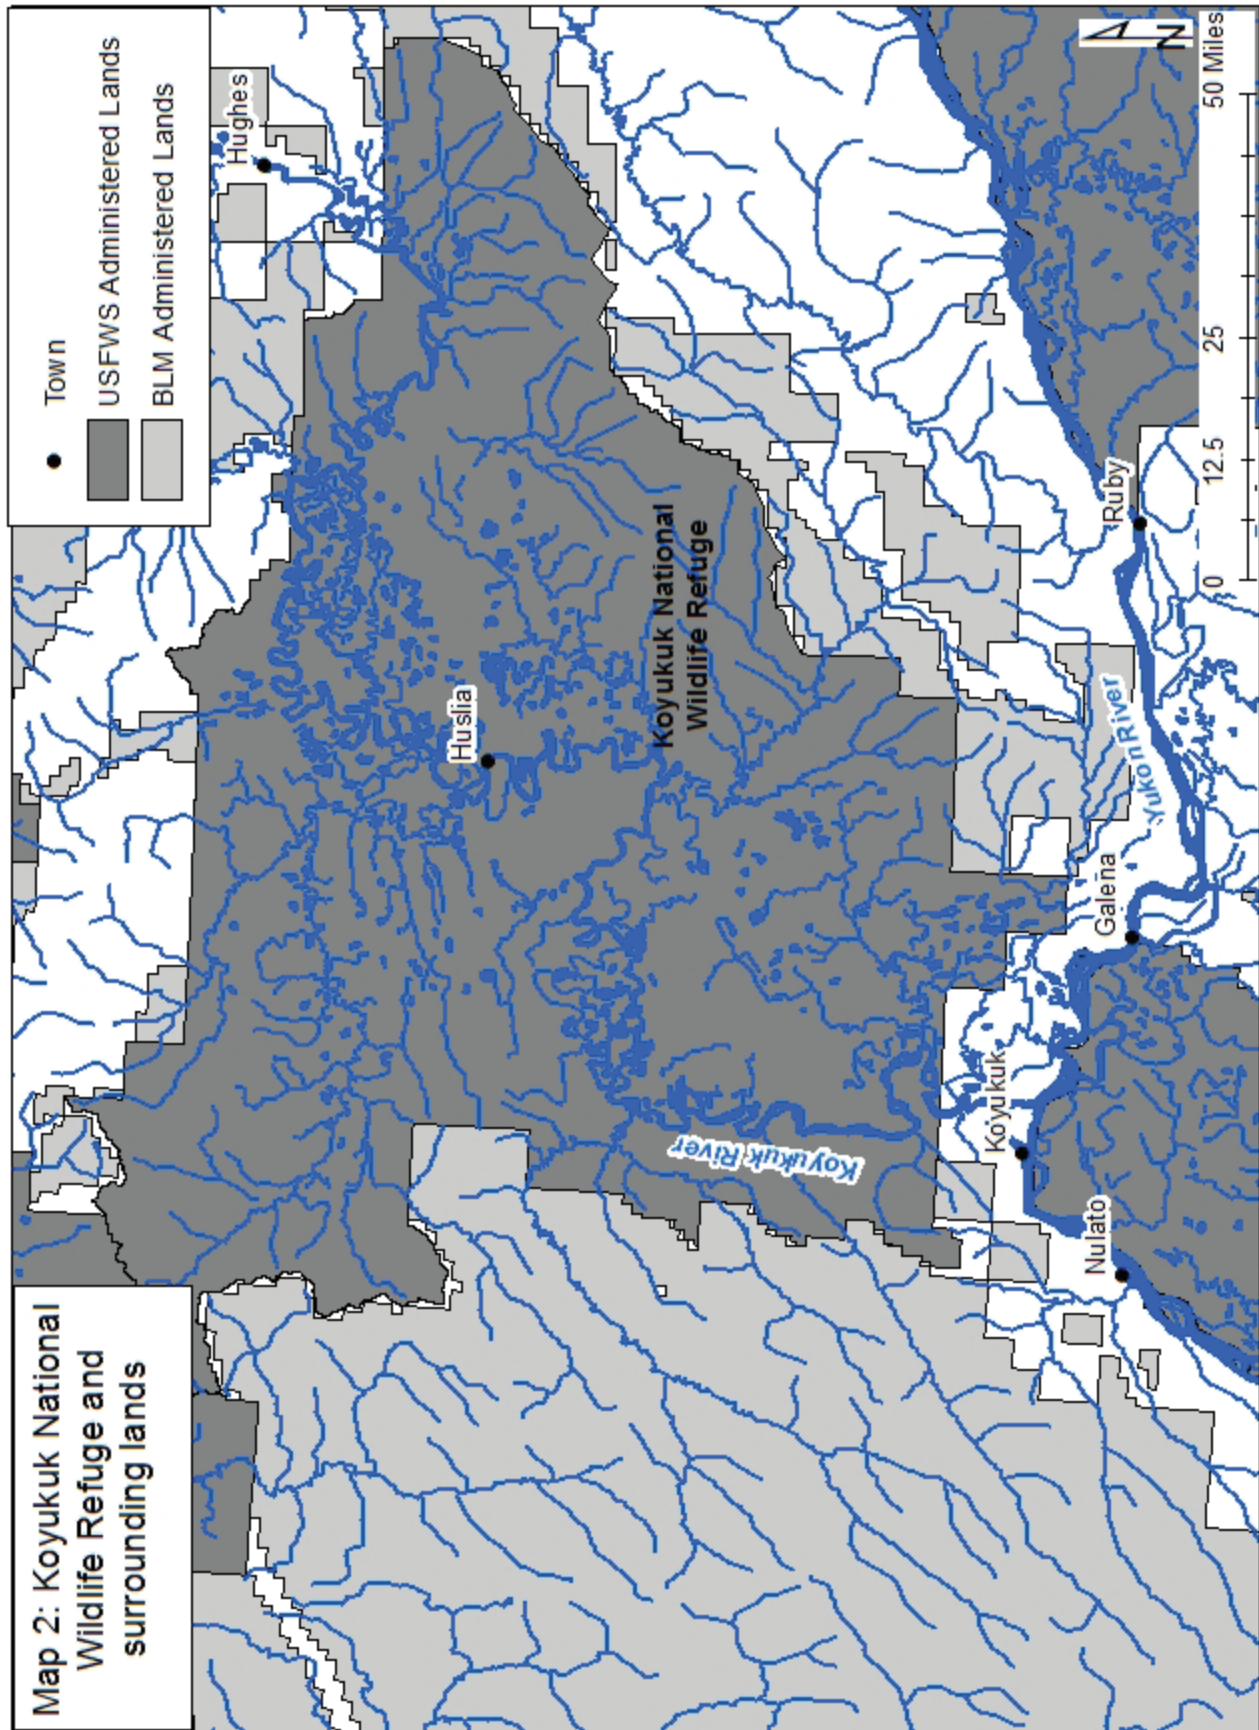 Map 2: Koyukuk National
Wildlife Refuge and
surrounding lands
Town
USFWS Administered Lands
BLM Administered Lands
Hughes
Huslia
Koyukuk National
Wildlife Refuge
Koyukuk River
Koyukuk
Nulato
Galena
Yukon River
Ruby
N
0 12.5 25 50 Miles